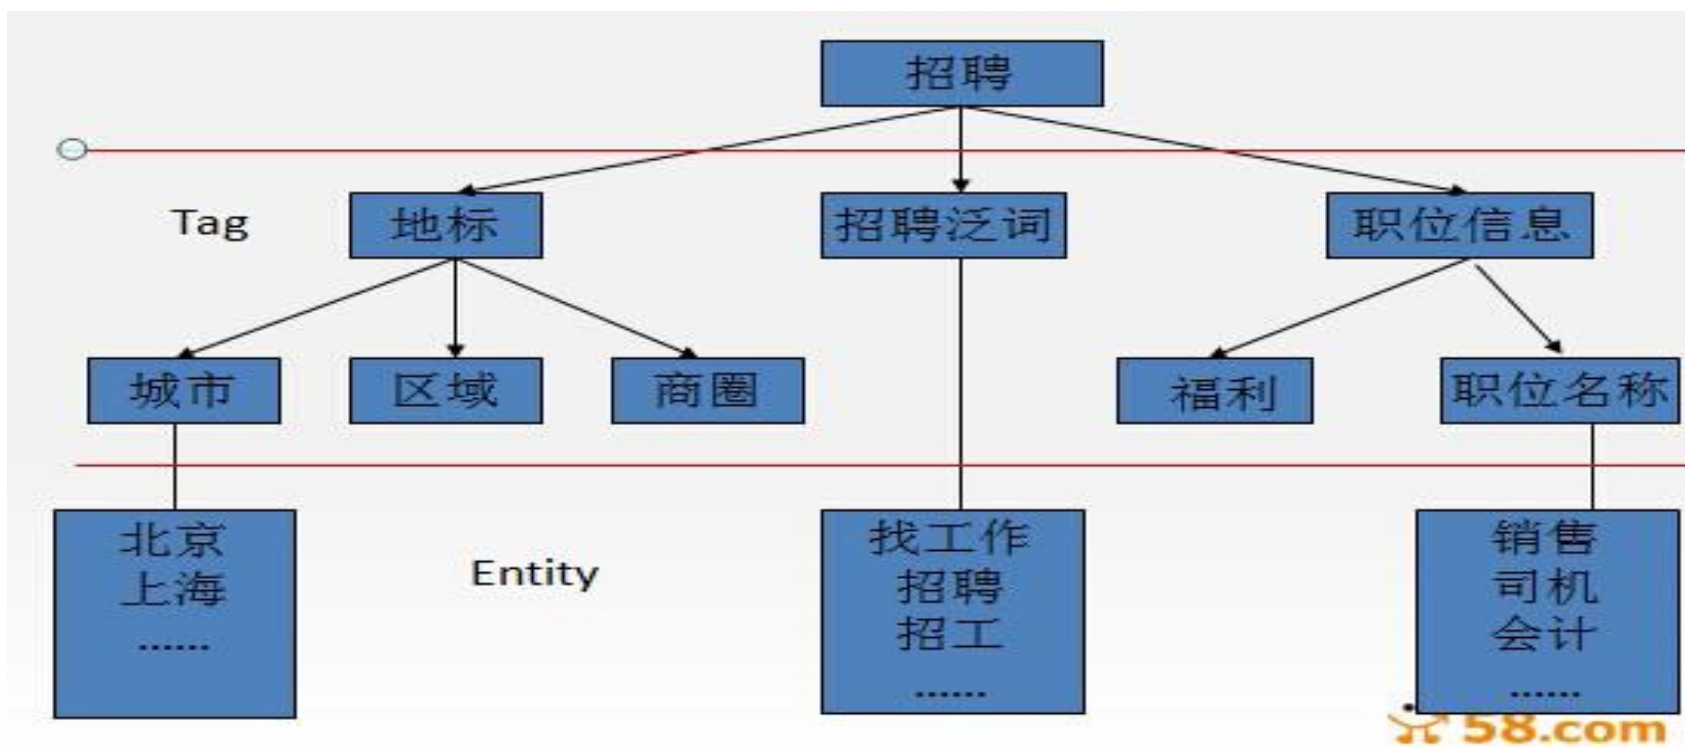 招聘
Tag
地标
招聘泛词
职位信息
城市
区域
商圈
福利
职位名称
北京
上海
......
Entity
找工作
招聘
招工
......
销售
司机
会计
......
58.com